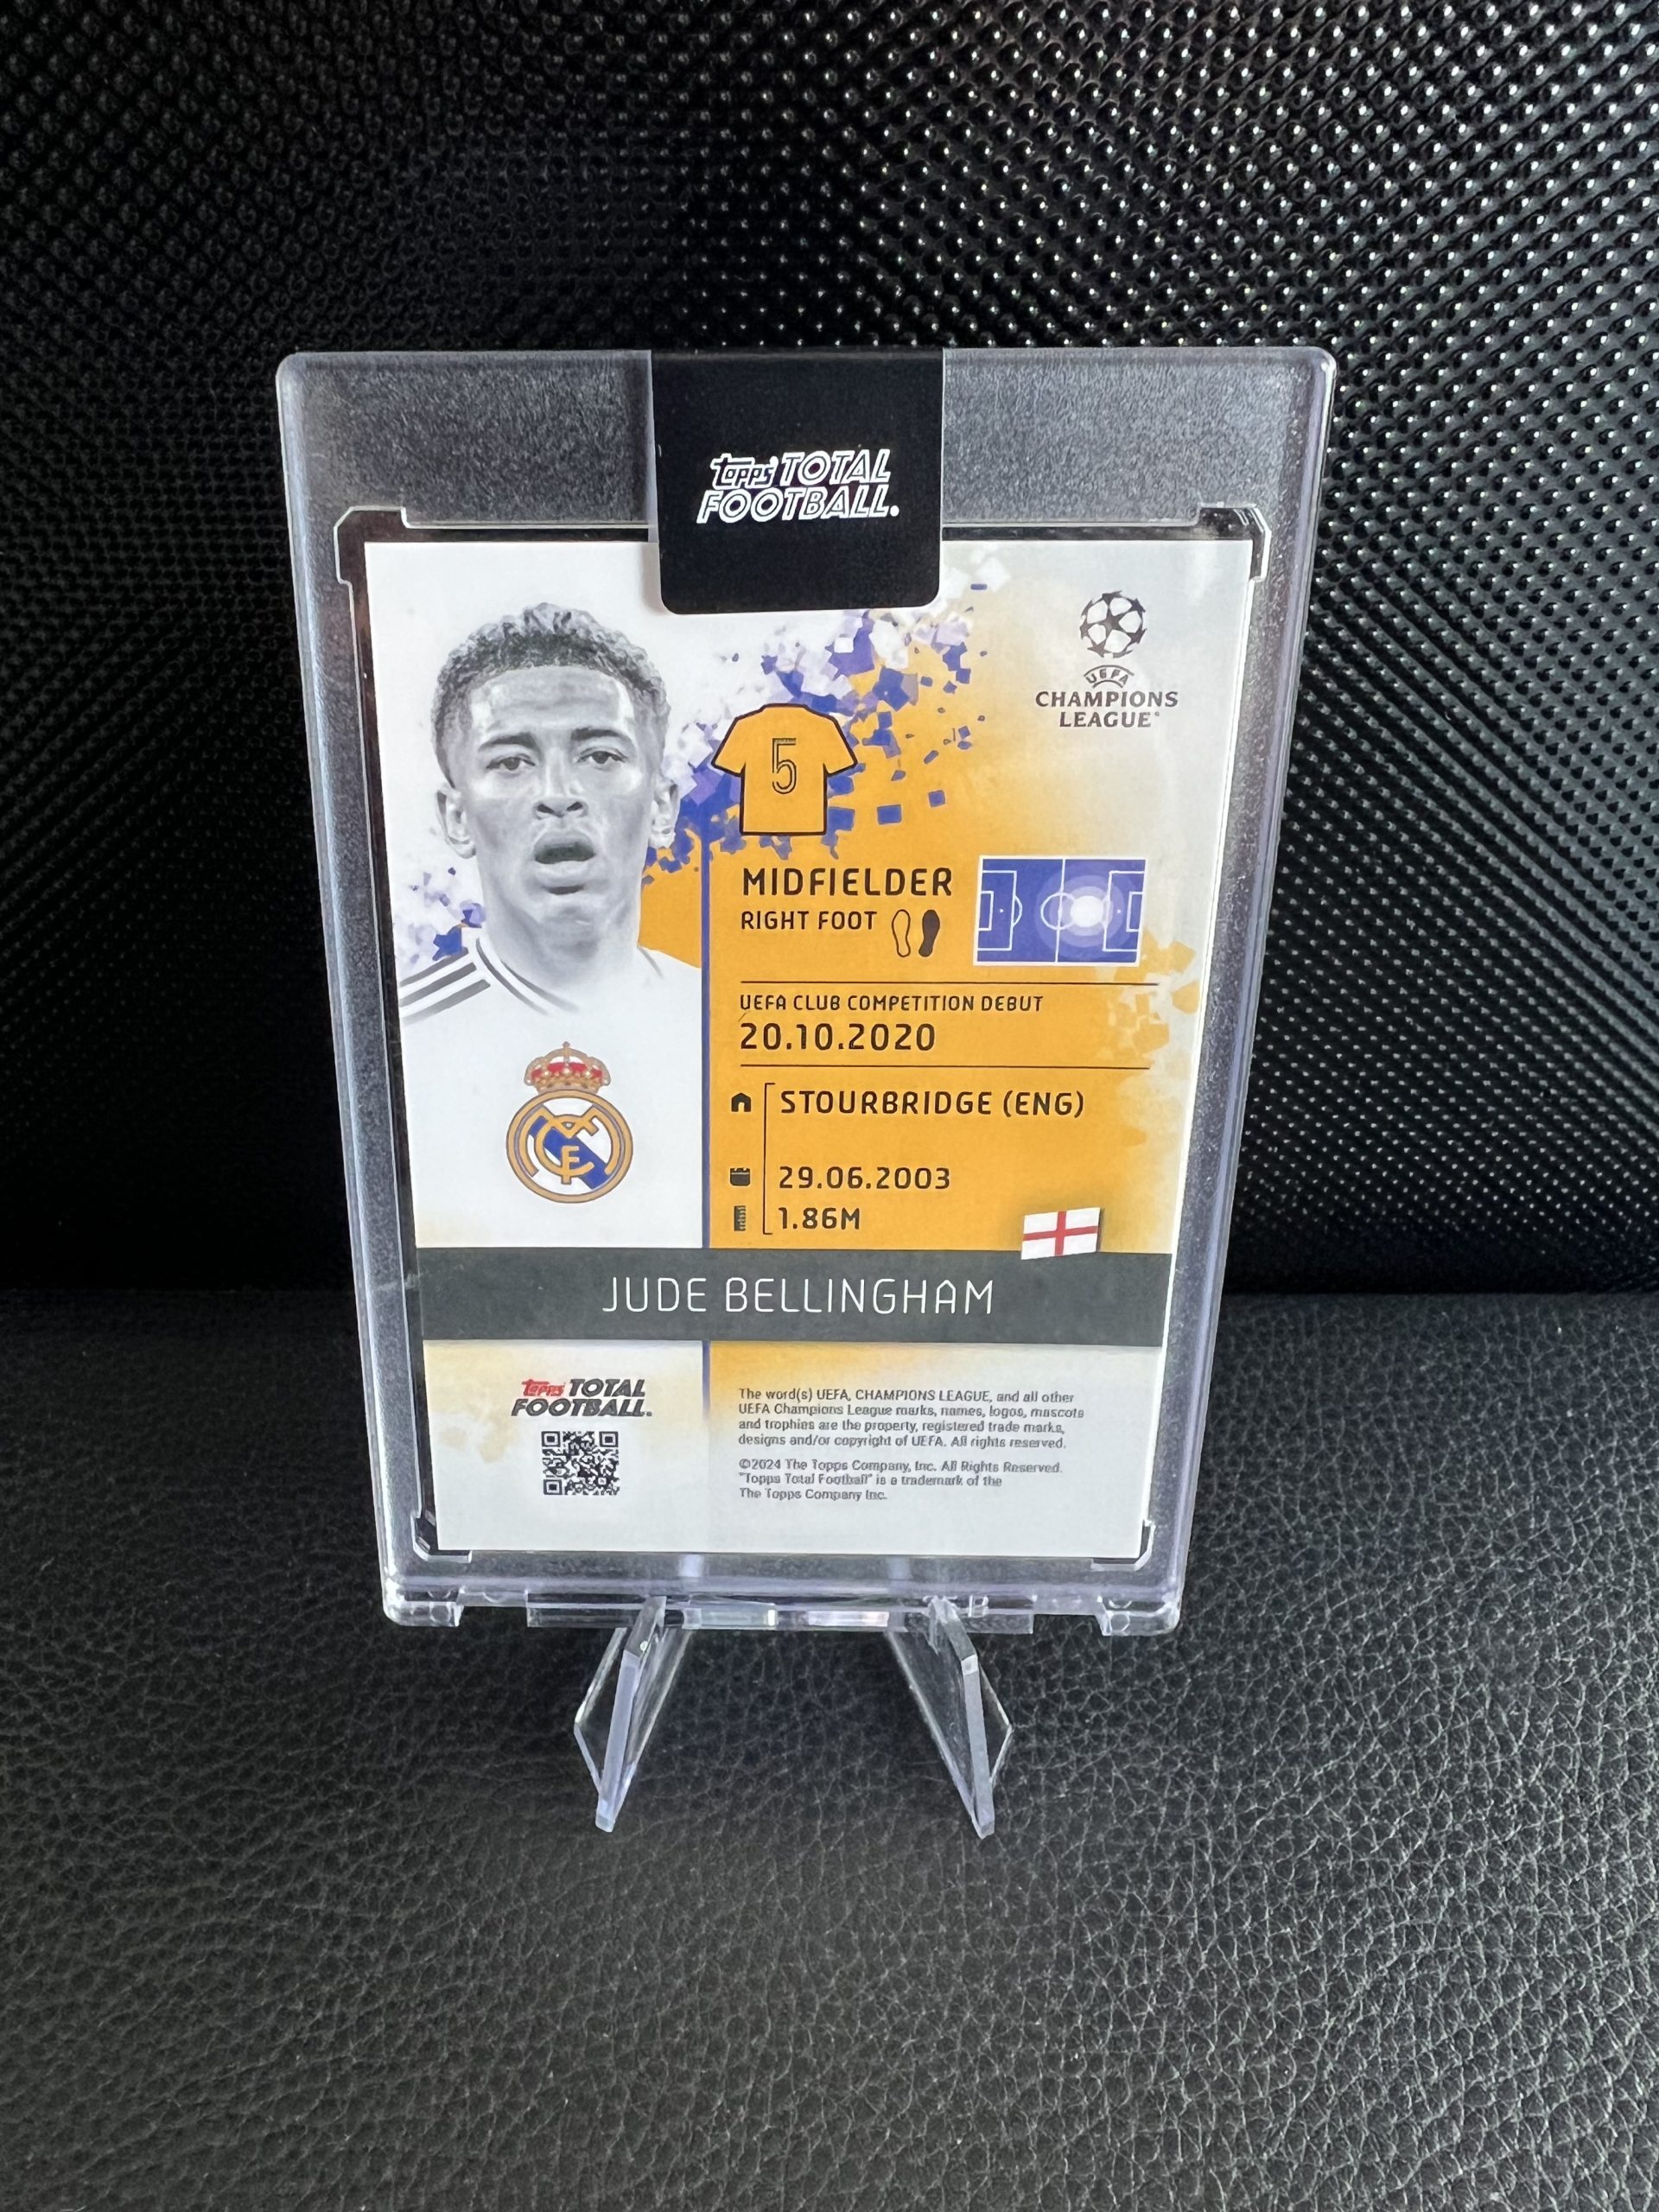 topps TOTAL
FOOTBALL.
UEFA
CHAMPIONS
LEAGUE®
5
MIDFIELDER
RIGHT FOOT
UEFA CLUB COMPETITION DEBUT
20.10.2020
STOURBRIDGE (ENG)
29.06.2003
1.86M
JUDE BELLINGHAM
topps TOTAL
FOOTBALL.
The word(s) UEFA, CHAMPIONS LEAGUE, and all other
UEFA Champions League marks, names, logos, mascots
and trophies are the property, registered trade marks,
designs and/or copyright of UEFA. All rights reserved.
©2024 The Topps Company, Inc. All Rights Reserved.
"Topps Total Football" is a trademark of the
The Topps Company Inc.